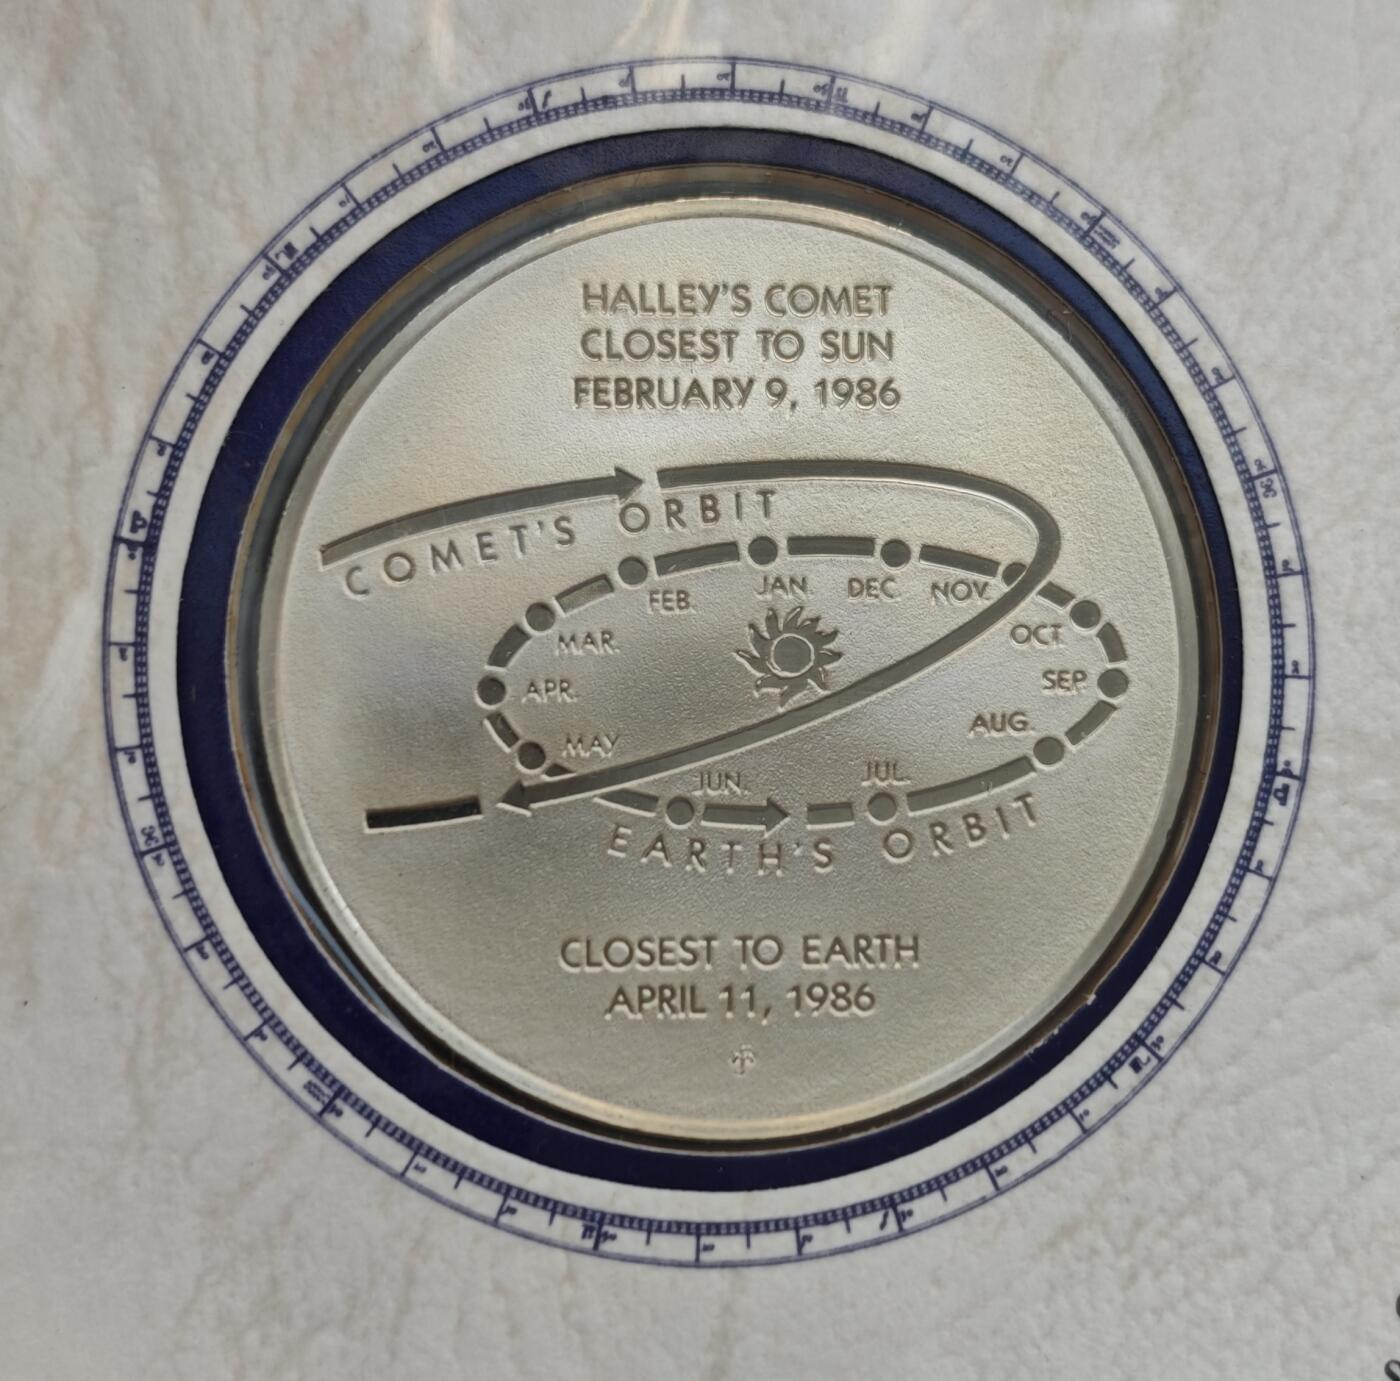 HALLEY'S COMET
CLOSEST TO SUN
FEBRUARY 9, 1986
COMET'S ORBIT
JAN.
DEC.
NOV.
FEB.
OCT.
MAR.
SEP.
APR.
AUG.
MAY
JUN.
JUL.
EARTH'S ORBIT
CLOSEST TO EARTH
APRIL 11, 1986